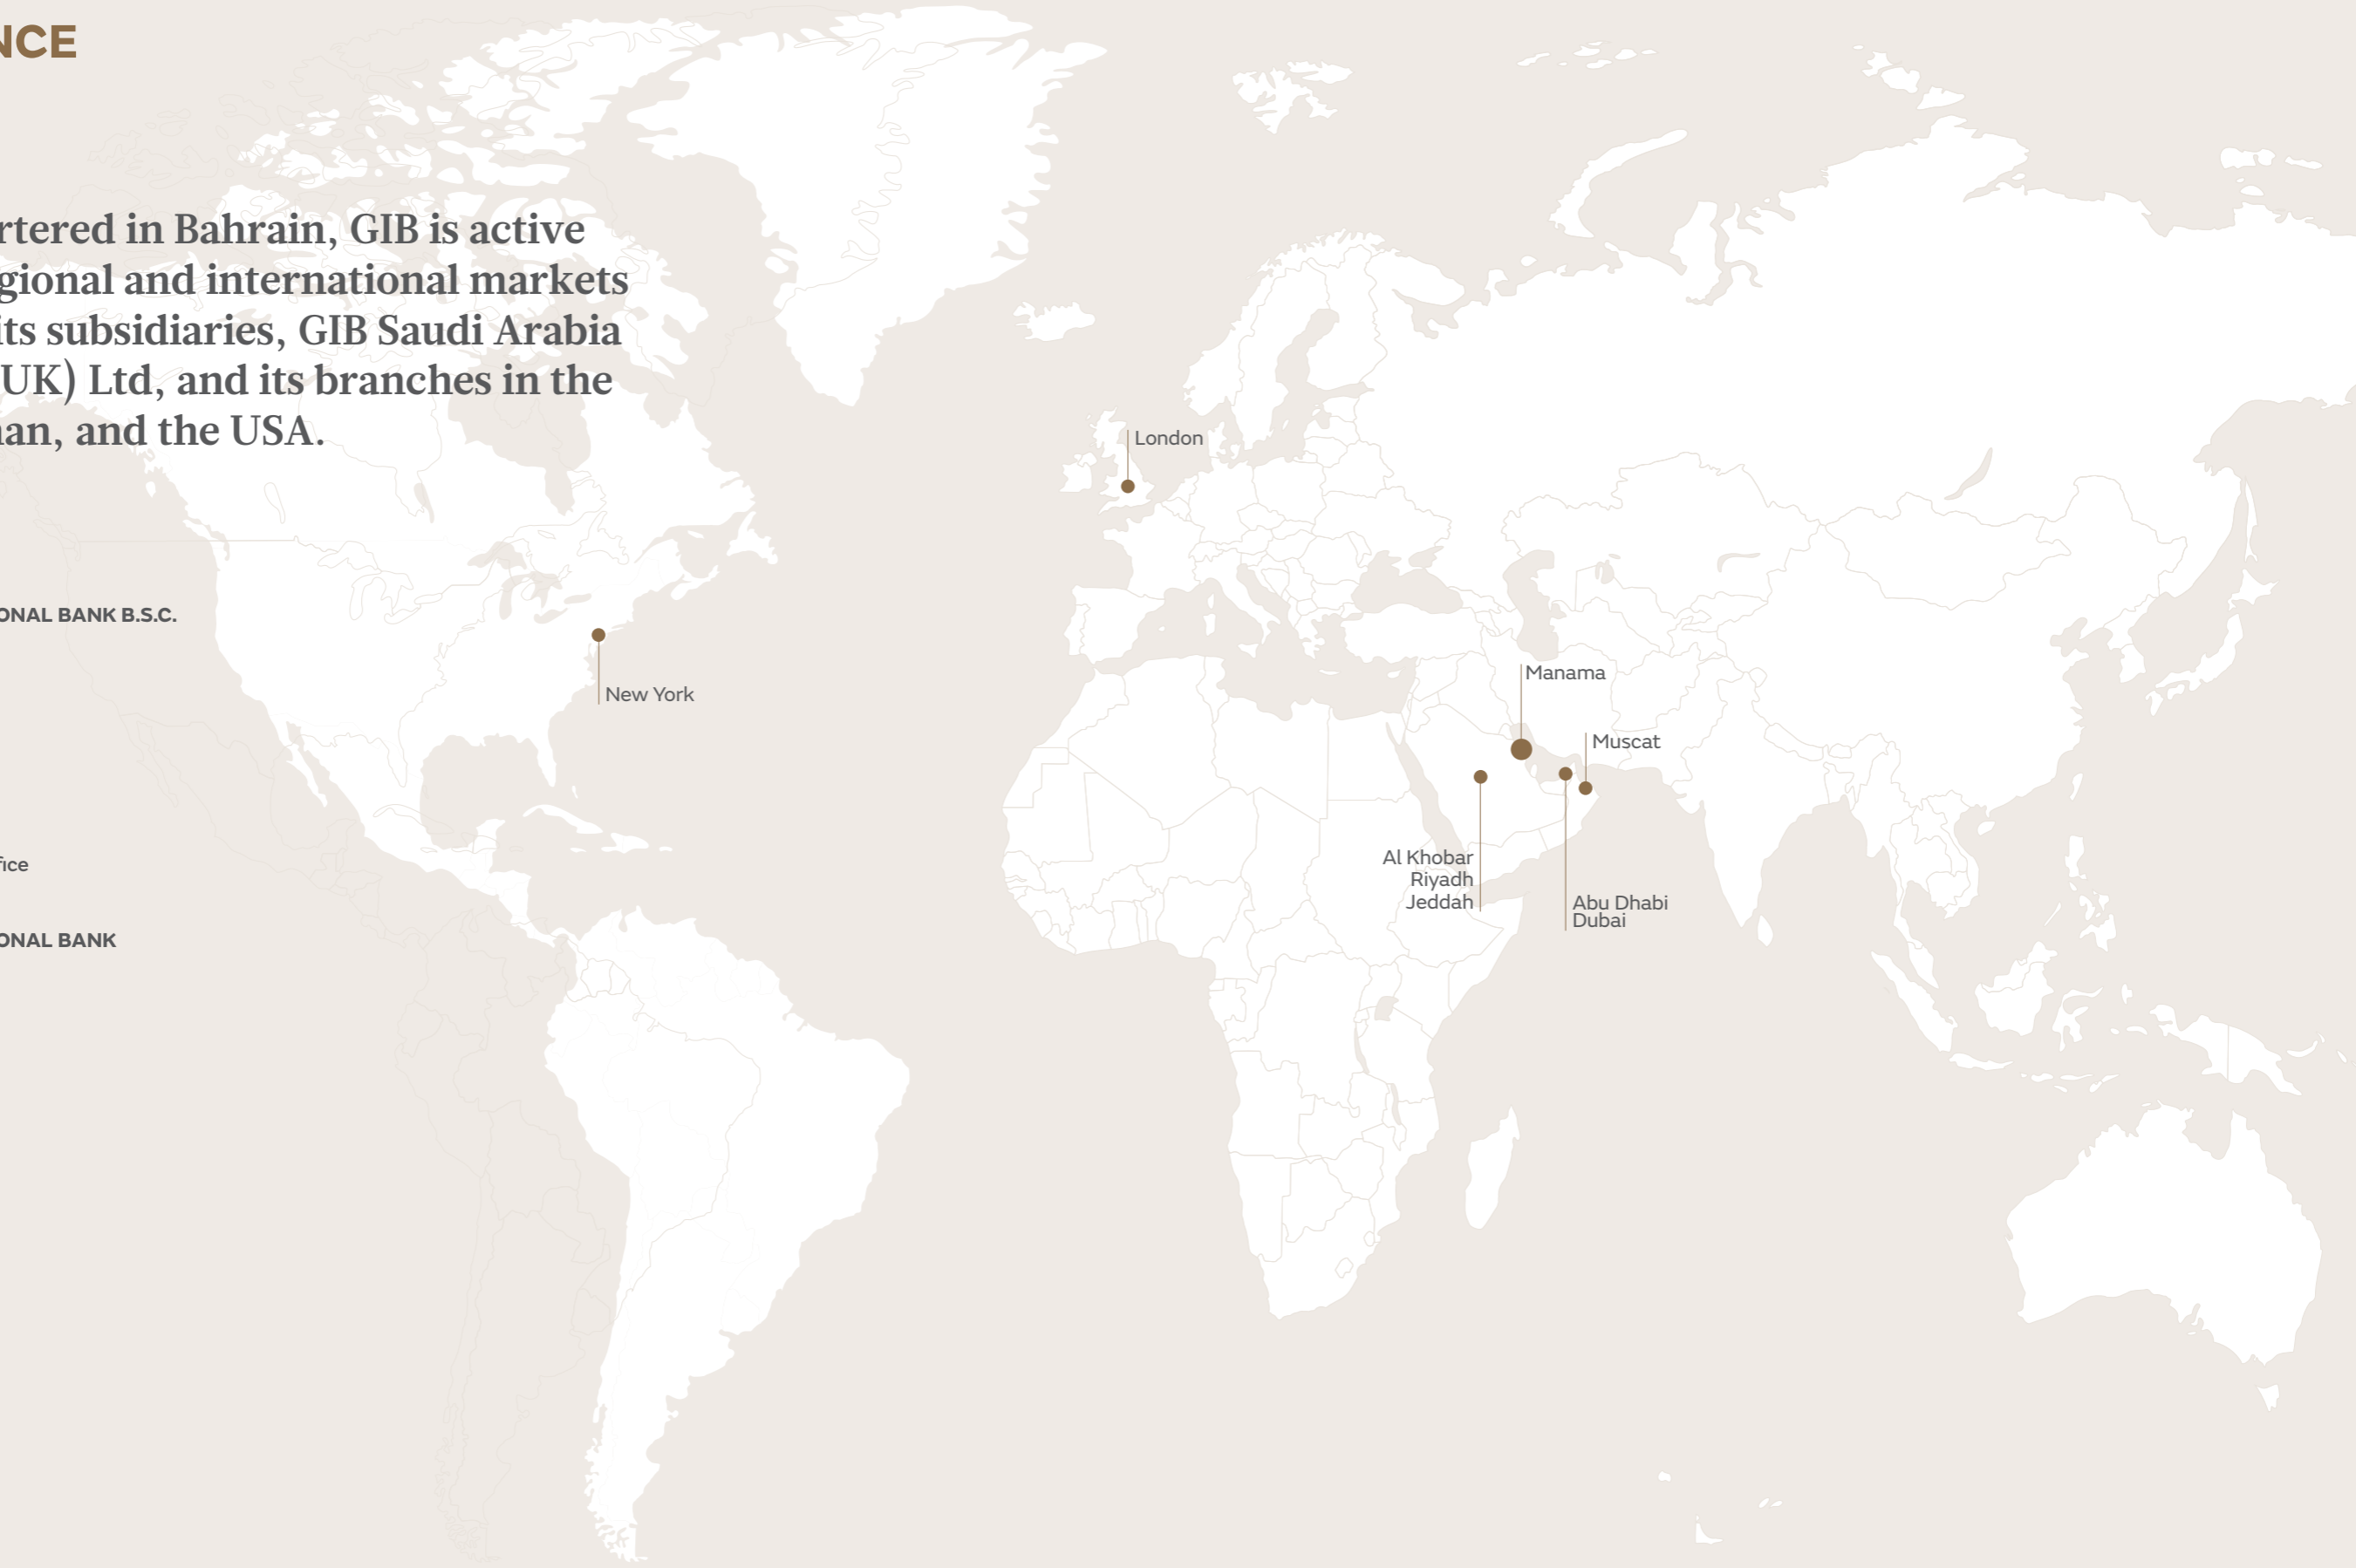 NCE
rtered in Bahrain, GIB is active
gional and international markets
its subsidiaries, GIB Saudi Arabia
(UK) Ltd, and its branches in the
nan, and the USA.
London
ONAL BANK B.S.C.
New York
Manama
Muscat
Al Khobar
Riyadh
Jeddah
Abu Dhabi
Dubai
fice
ONAL BANK